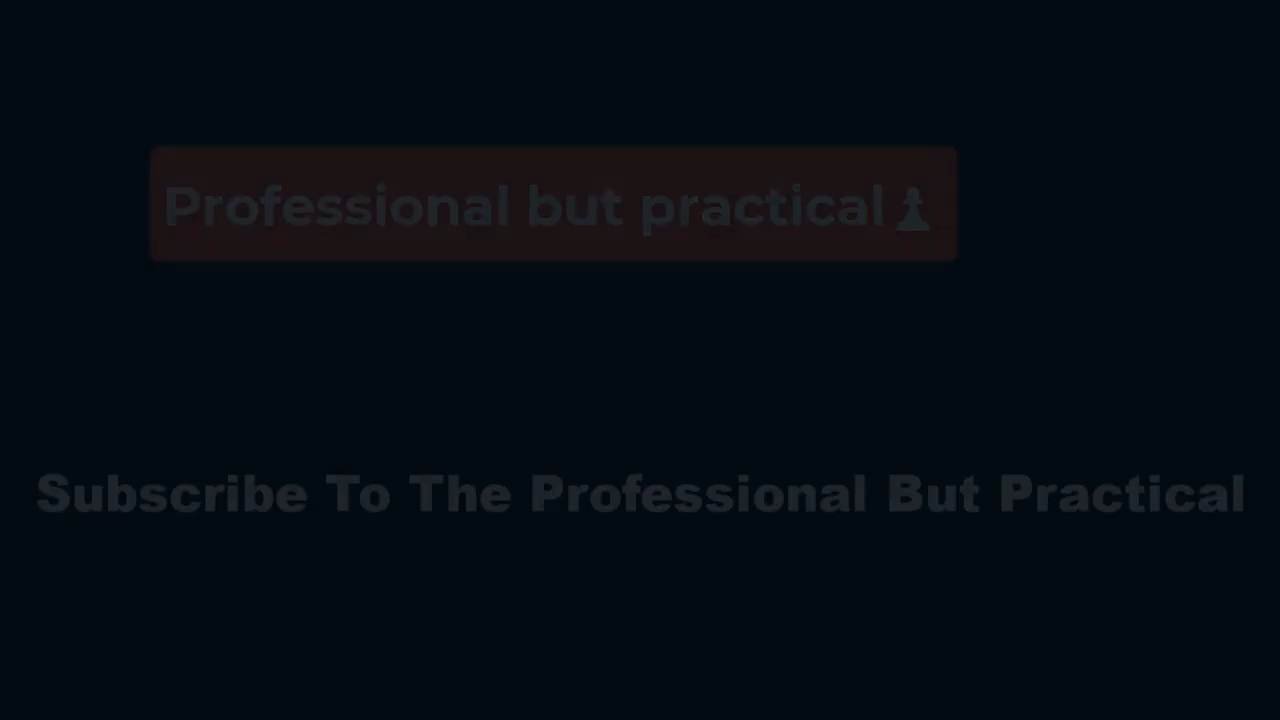 Professional but practical♟
Subscribe To The Professional But Practical